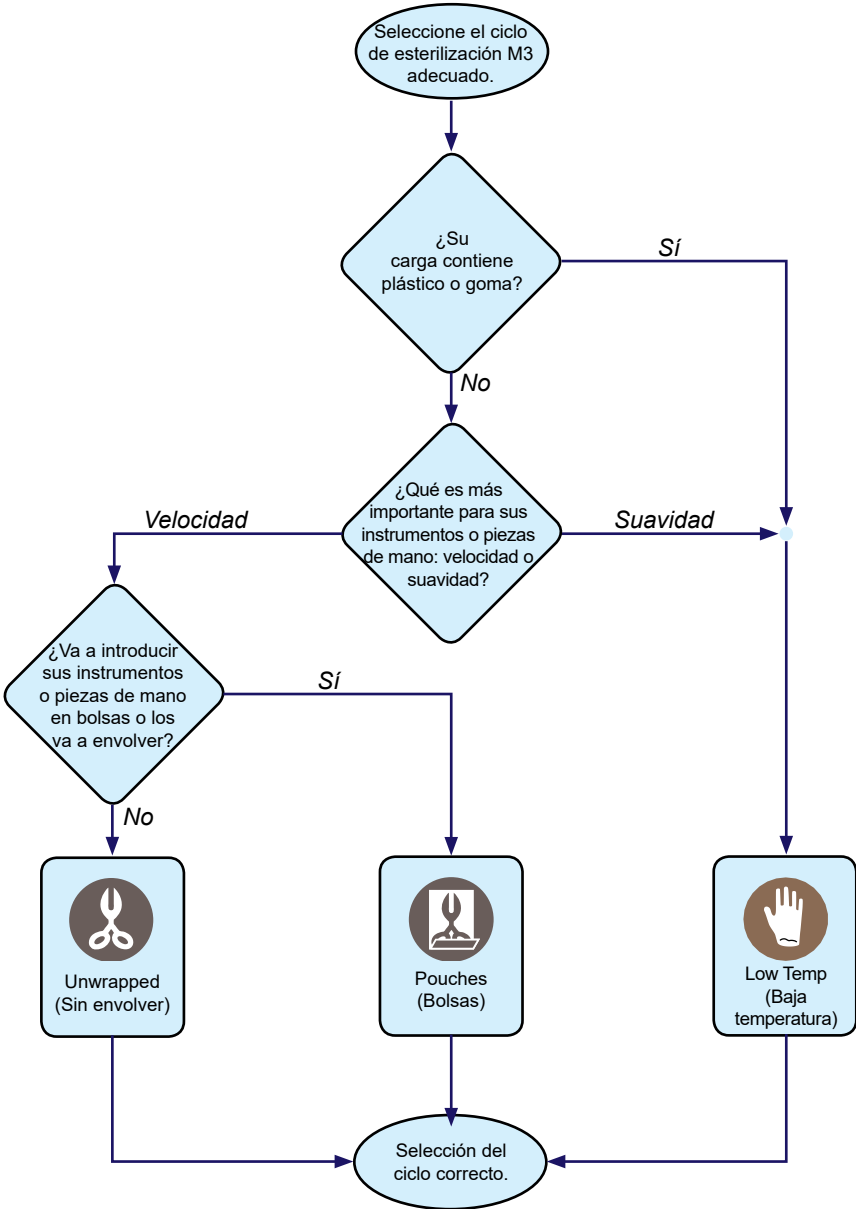 Seleccione el ciclo
de esterilización M3
adecuado.
¿Su
carga contiene
plástico o goma?
Sí
No
¿Qué es más
importante para sus
instrumentos o piezas
de mano: velocidad o
suavidad?
Velocidad
Suavidad
¿Va a introducir
sus instrumentos
o piezas de mano
en bolsas o los
va a envolver?
Sí
No
Unwrapped
(Sin envolver)
Pouches
(Bolsas)
Low Temp
(Baja
temperatura)
Selección del
ciclo correcto.